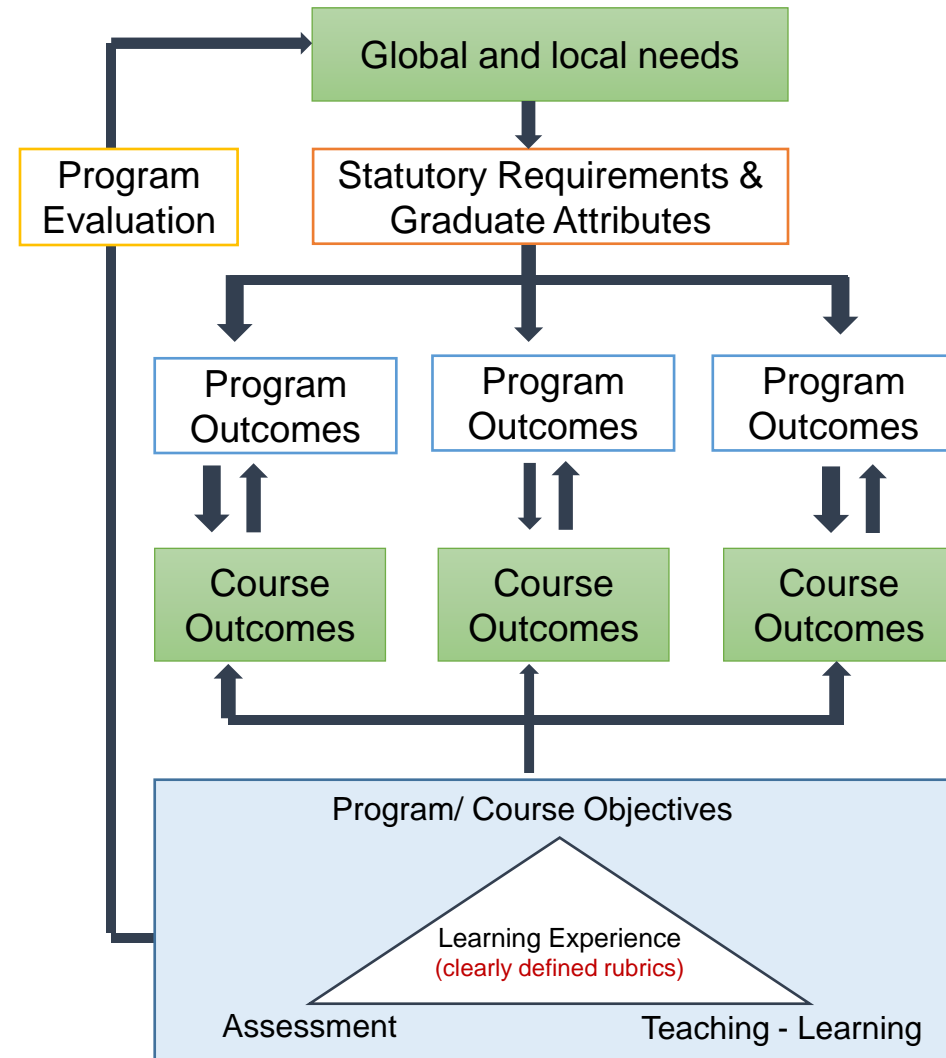 Global and local needs
Program
Evaluation
Statutory Requirements &
Graduate Attributes
Program
Outcomes
Program
Outcomes
Program
Outcomes
Course
Outcomes
Course
Outcomes
Course
Outcomes
Program/ Course Objectives
Learning Experience
(clearly defined rubrics)
Assessment
Teaching - Learning